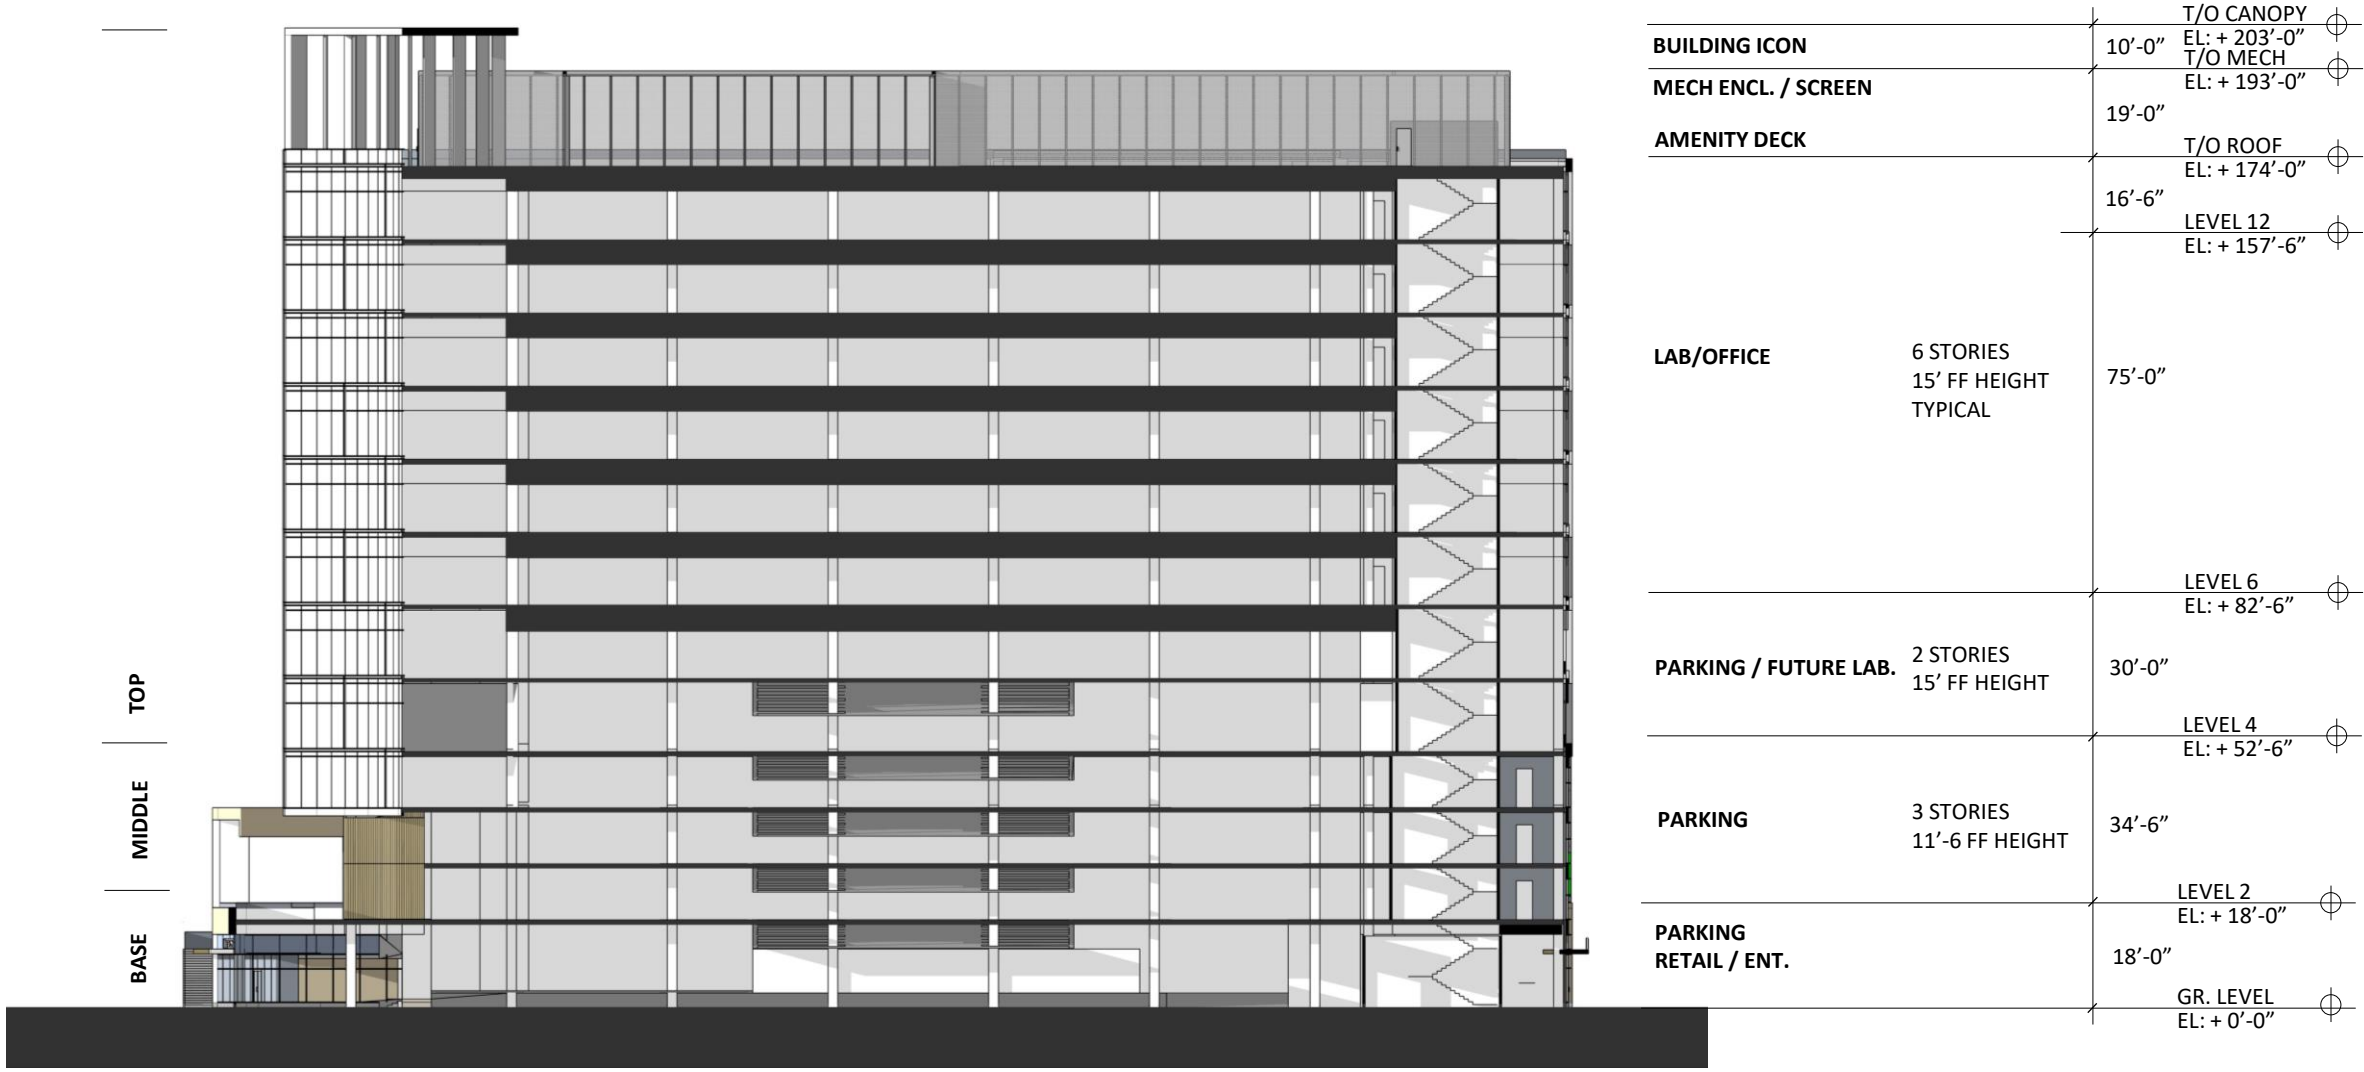 T/O CANOPY
EL: + 203’-0”
BUILDING ICON
10’-0”
T/O MECH
EL: + 193’-0”
MECH ENCL. / SCREEN
19’-0”
AMENITY DECK
T/O ROOF
EL: + 174’-0”
16’-6”
LEVEL 12
EL: + 157’-6”
LAB/OFFICE
6 STORIES
15’ FF HEIGHT
TYPICAL
75’-0”
LEVEL 6
EL: + 82’-6”
PARKING / FUTURE LAB.
2 STORIES
15’ FF HEIGHT
30’-0”
LEVEL 4
EL: + 52’-6”
PARKING
3 STORIES
11’-6 FF HEIGHT
34’-6”
LEVEL 2
EL: + 18’-0”
PARKING
RETAIL / ENT.
18’-0”
GR. LEVEL
EL: + 0’-0”
TOP
MIDDLE
BASE